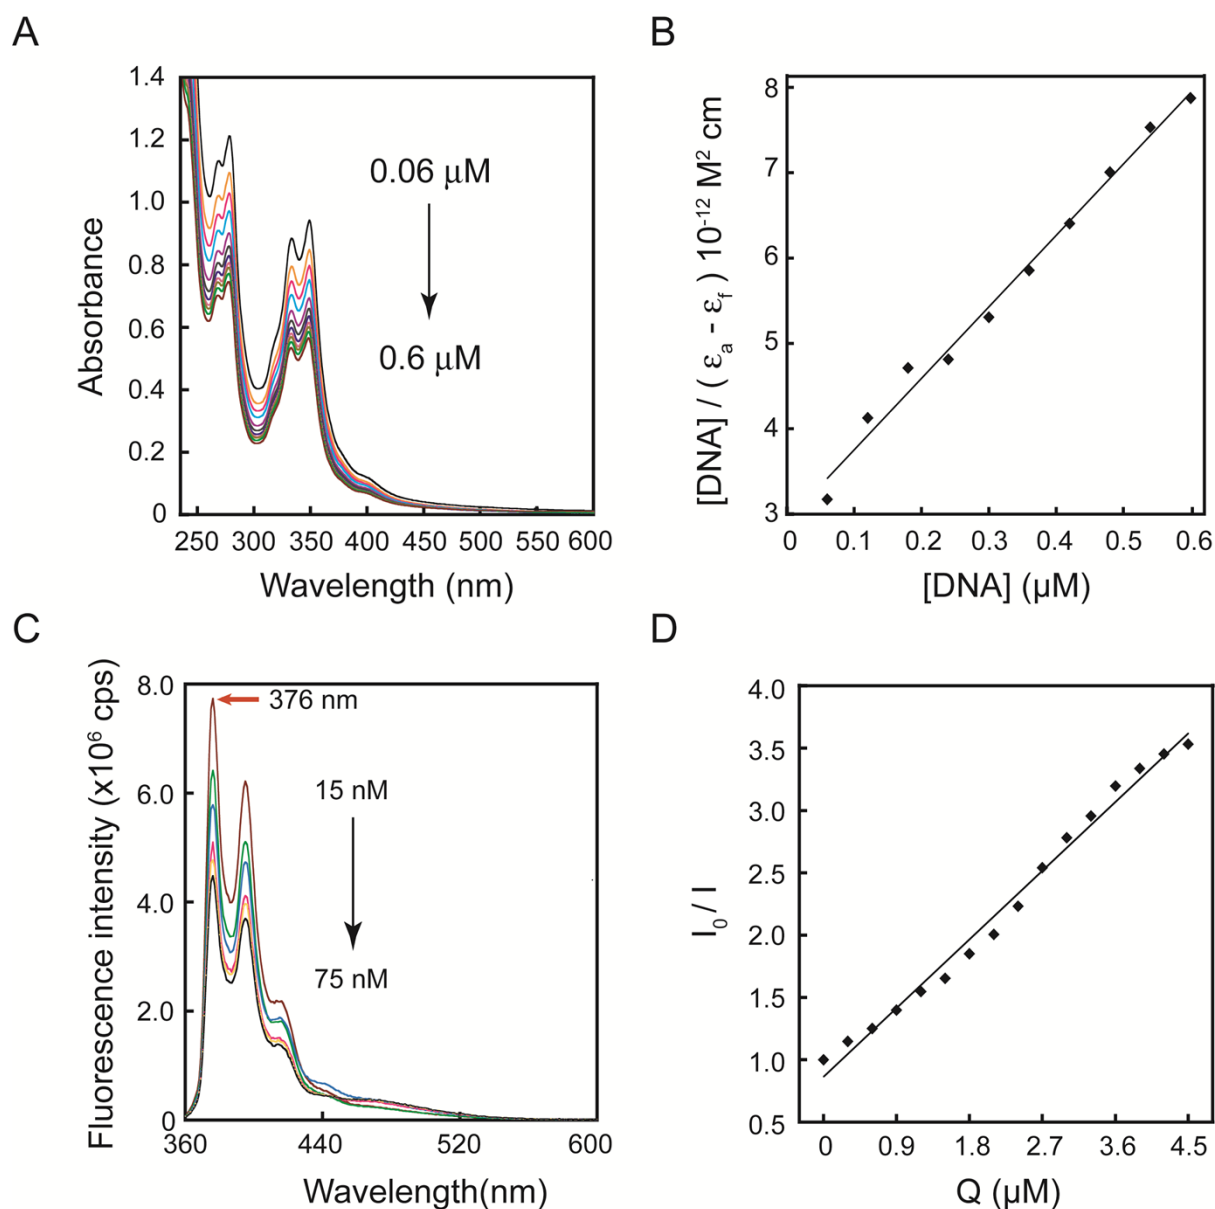 A
Absorbance
1.4
1.2
1.0
0.8
0.6
0.4
0.2
0
0.06 μM
0.6 μM
250 300 350 400 450 500 550 600
Wavelength (nm)
B
[DNA] / ( εa - εf ) 10⁻¹² M² cm
8
7
6
5
4
3
0 0.1 0.2 0.3 0.4 0.5 0.6
[DNA] (μM)
C
Fluorescence intensity (x10⁶ cps)
8.0
6.0
4.0
2.0
0
376 nm
15 nM
75 nM
360 440 520 600
Wavelength(nm)
D
I₀ / I
4.0
3.5
3.0
2.5
2.0
1.5
1.0
0.5
0 0.9 1.8 2.7 3.6 4.5
Q (μM)